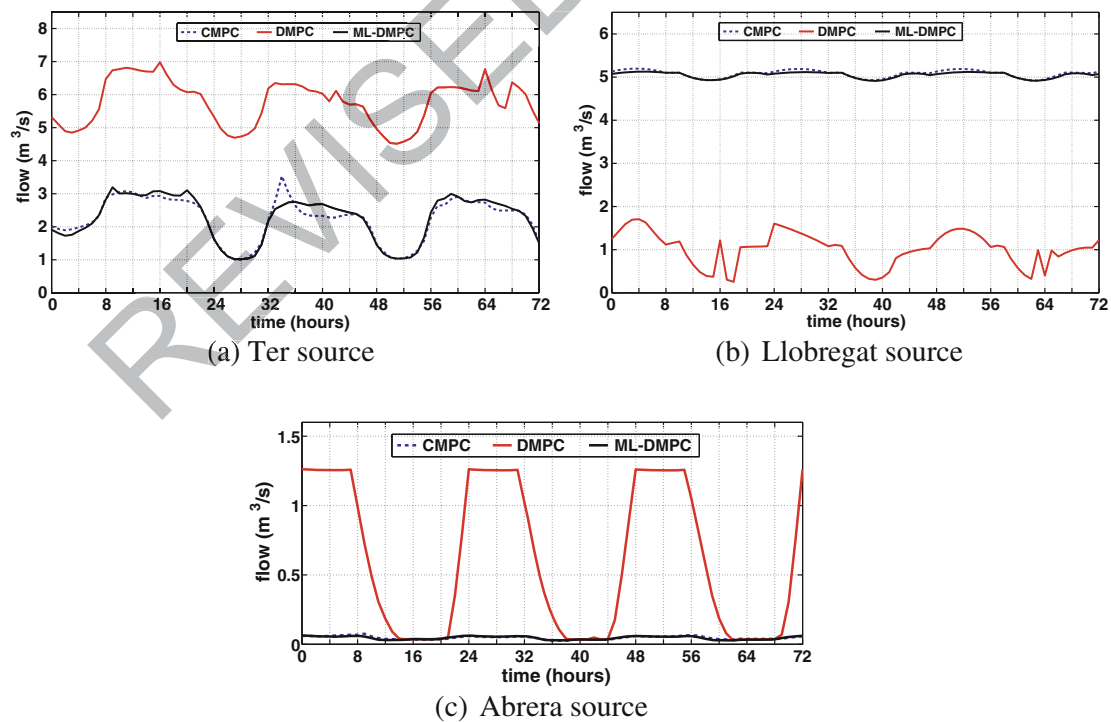 8
7
6
5
4
3
2
1
0
flow (m ³/s)
CMPC DMPC ML-DMPC
0 8 16 24 32 40 48 56 64 72
time (hours)
(a) Ter source
6
5
4
3
2
1
0
flow (m ³/s)
CMPC DMPC ML-DMPC
0 8 16 24 32 40 48 56 64 72
time (hours)
(b) Llobregat source
1.5
1
0.5
0
flow (m ³/s)
CMPC DMPC ML-DMPC
0 8 16 24 32 40 48 56 64 72
time (hours)
(c) Abrera source
REVISED